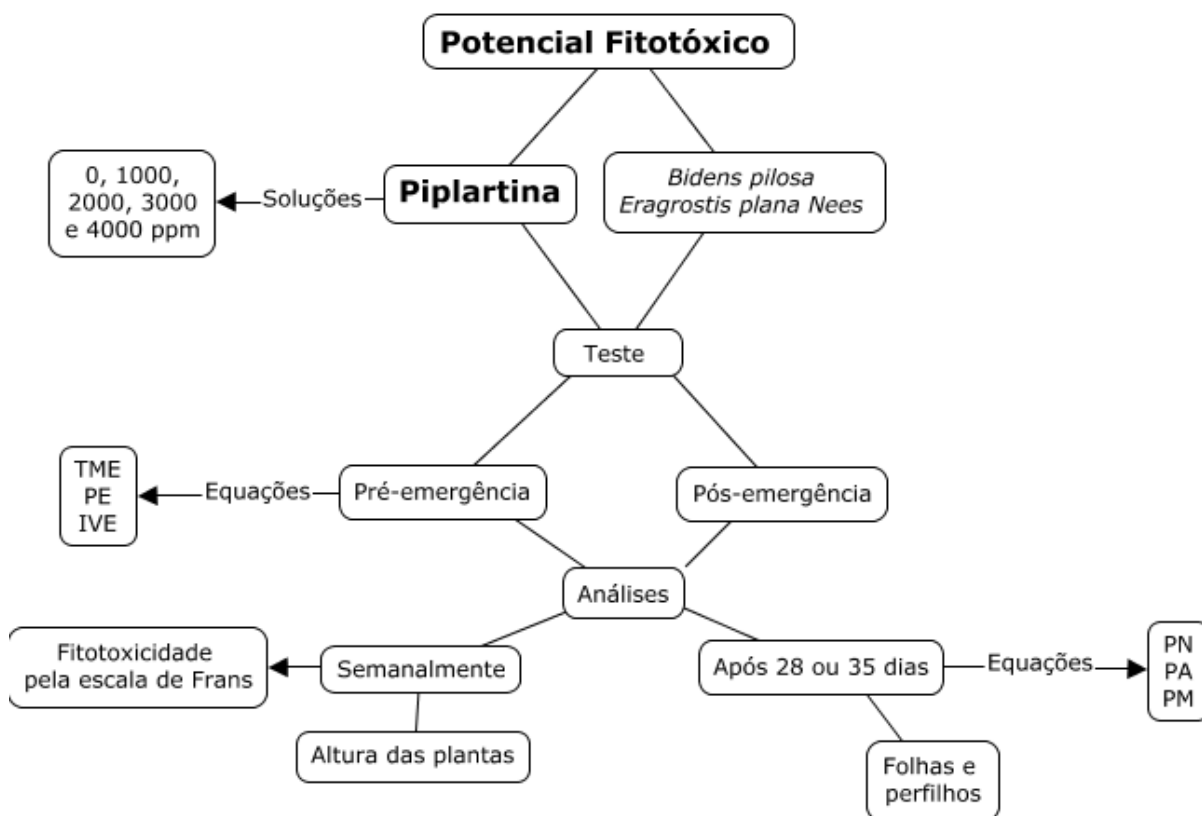 Potencial Fitotóxico
0, 1000,
2000, 3000
e 4000 ppm
Soluções
Piplartina
Bidens pilosa
Eragrostis plana Nees
Teste
TME
PE
IVE
Equações
Pré-emergência
Pós-emergência
Análises
Fitotoxicidade
pela escala de Frans
Semanalmente
Após 28 ou 35 dias
Equações
PN
PA
PM
Altura das plantas
Folhas e
perfilhos